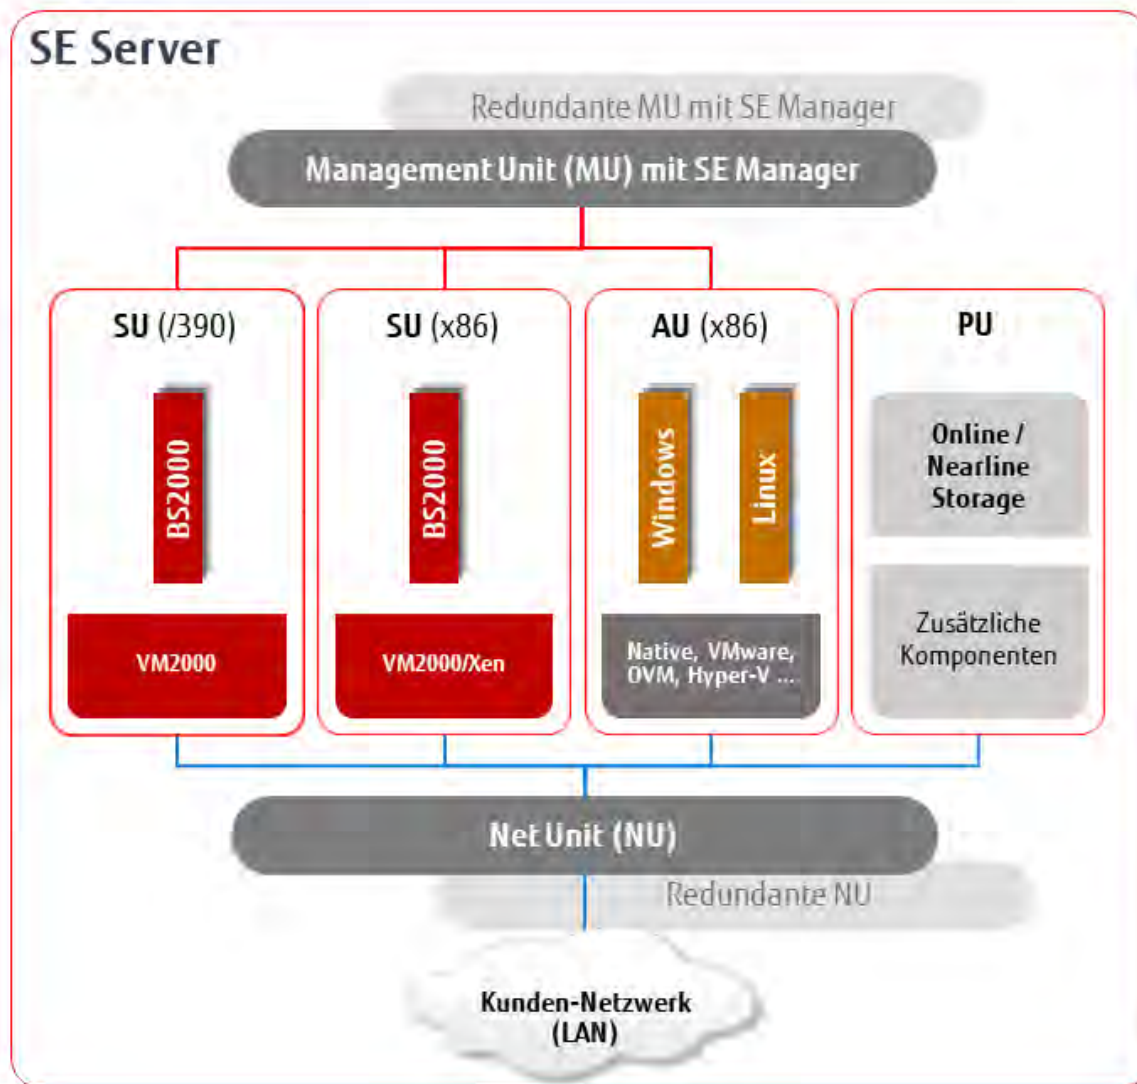 SE Server
Redundante MU mit SE Manager
Management Unit (MU) mit SE Manager
SU (/390)
BS2000
VM2000
SU (x86)
BS2000
VM2000/Xen
AU (x86)
Windows
Linux
Native, VMware,
OVM, Hyper-V ...
PU
Online /
Nearline
Storage
Zusätzliche
Komponenten
Net Unit (NU)
Redundante NU
Kunden-Netzwerk
(LAN)